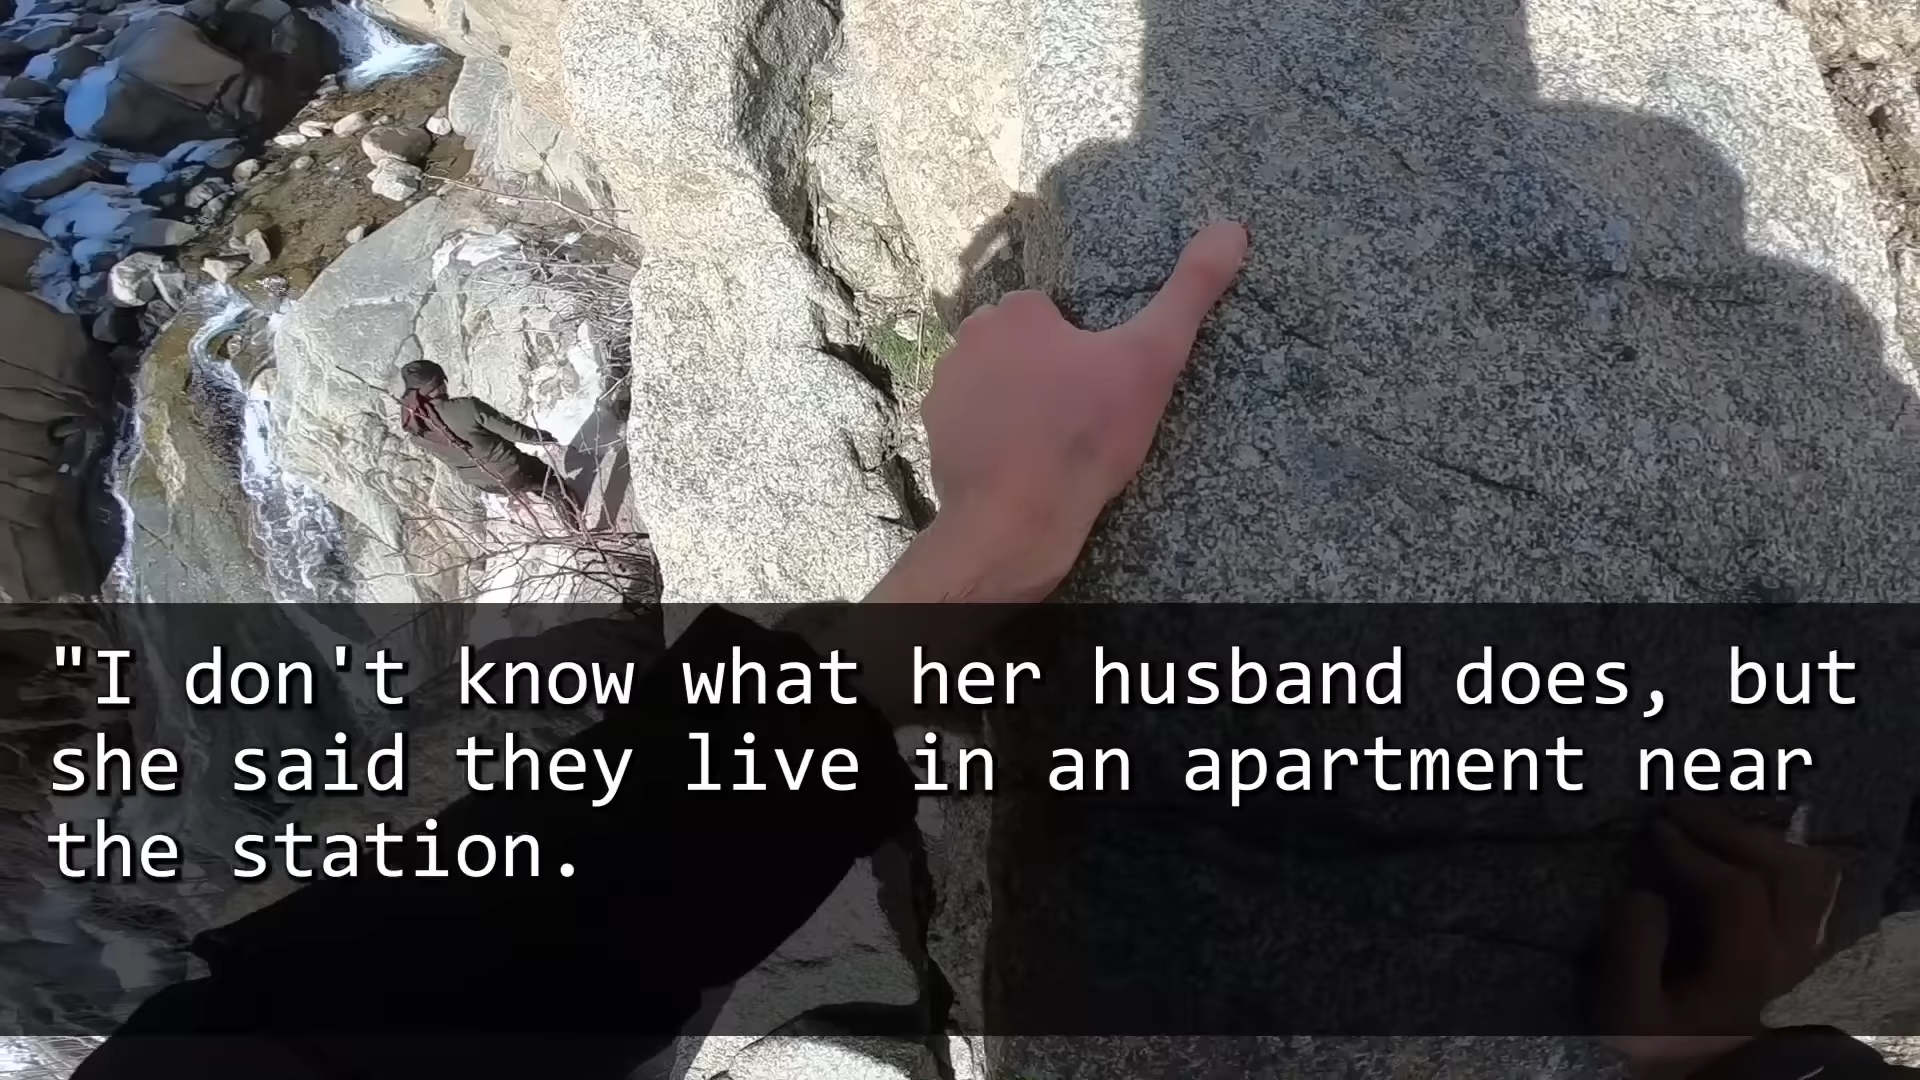 "I don't know what her husband does, but
she said they live in an apartment near
the station.